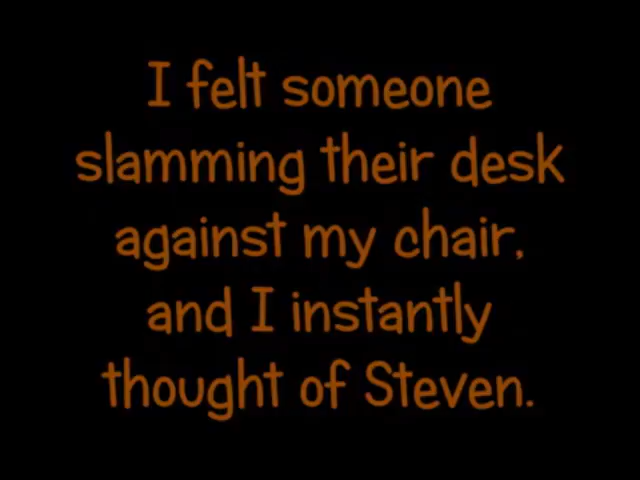 I felt someone
slamming their desk
against my chair,
and I instantly
thought of Steven.